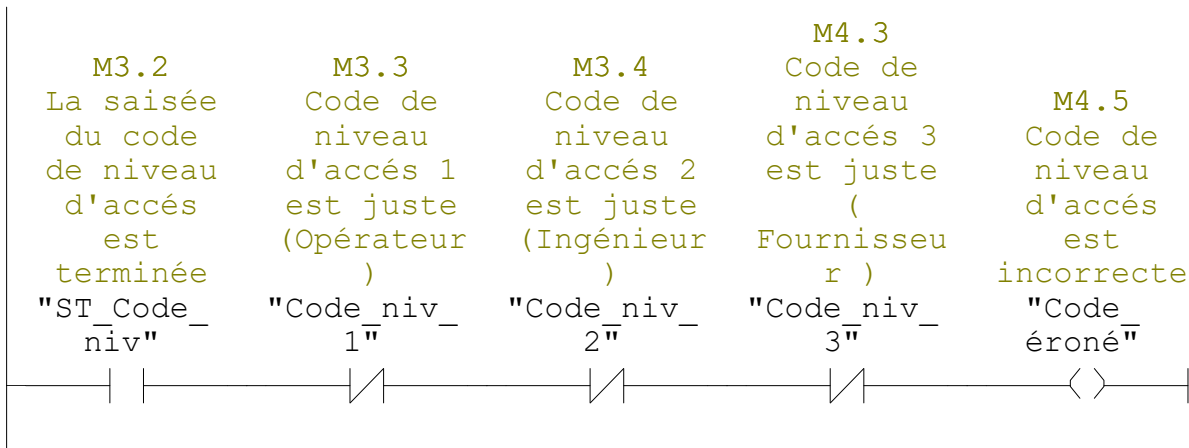 M3.2
La saisée
du code
de niveau
d'accés
est
terminée
"ST_Code_
niv"
M3.3
Code de
niveau
d'accés 1
est juste
(Opérateur
)
"Code_niv_
1"
M3.4
Code de
niveau
d'accés 2
est juste
(Ingénieur
)
"Code_niv_
2"
M4.3
Code de
niveau
d'accés 3
est juste
(
Fournisseu
r )
"Code_niv_
3"
M4.5
Code de
niveau
d'accés
est
incorrecte
"Code_
éroné"